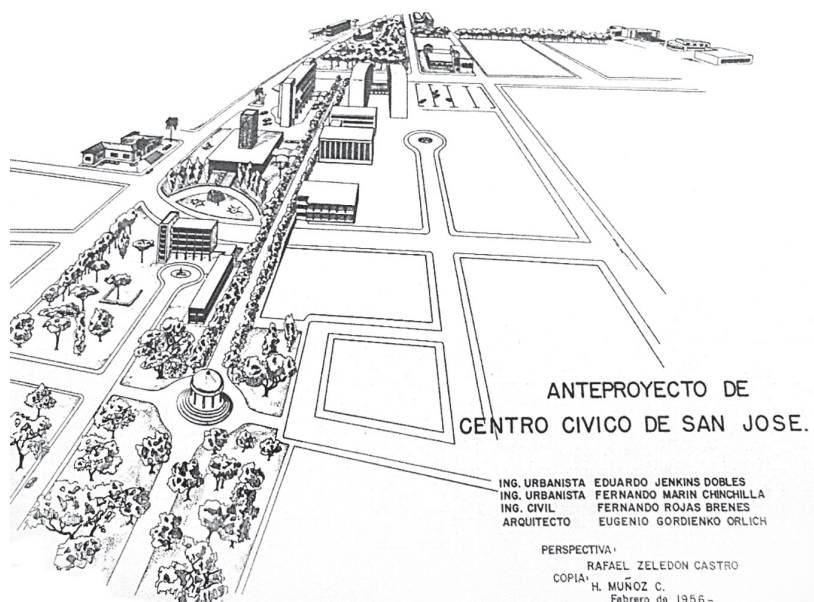 ANTEPROYECTO DE
CENTRO CIVICO DE SAN JOSE.
ING. URBANISTA EDUARDO JENKINS DOBLES
ING. URBANISTA FERNANDO MARIN CHINCHILLA
ING. CIVIL FERNANDO ROJAS BRENES
ARQUITECTO EUGENIO GORDIENKO ORLICH
PERSPECTIVA:
RAFAEL ZELEDON CASTRO
COPIA:
H. MUÑOZ C.
Febrero de 1956-